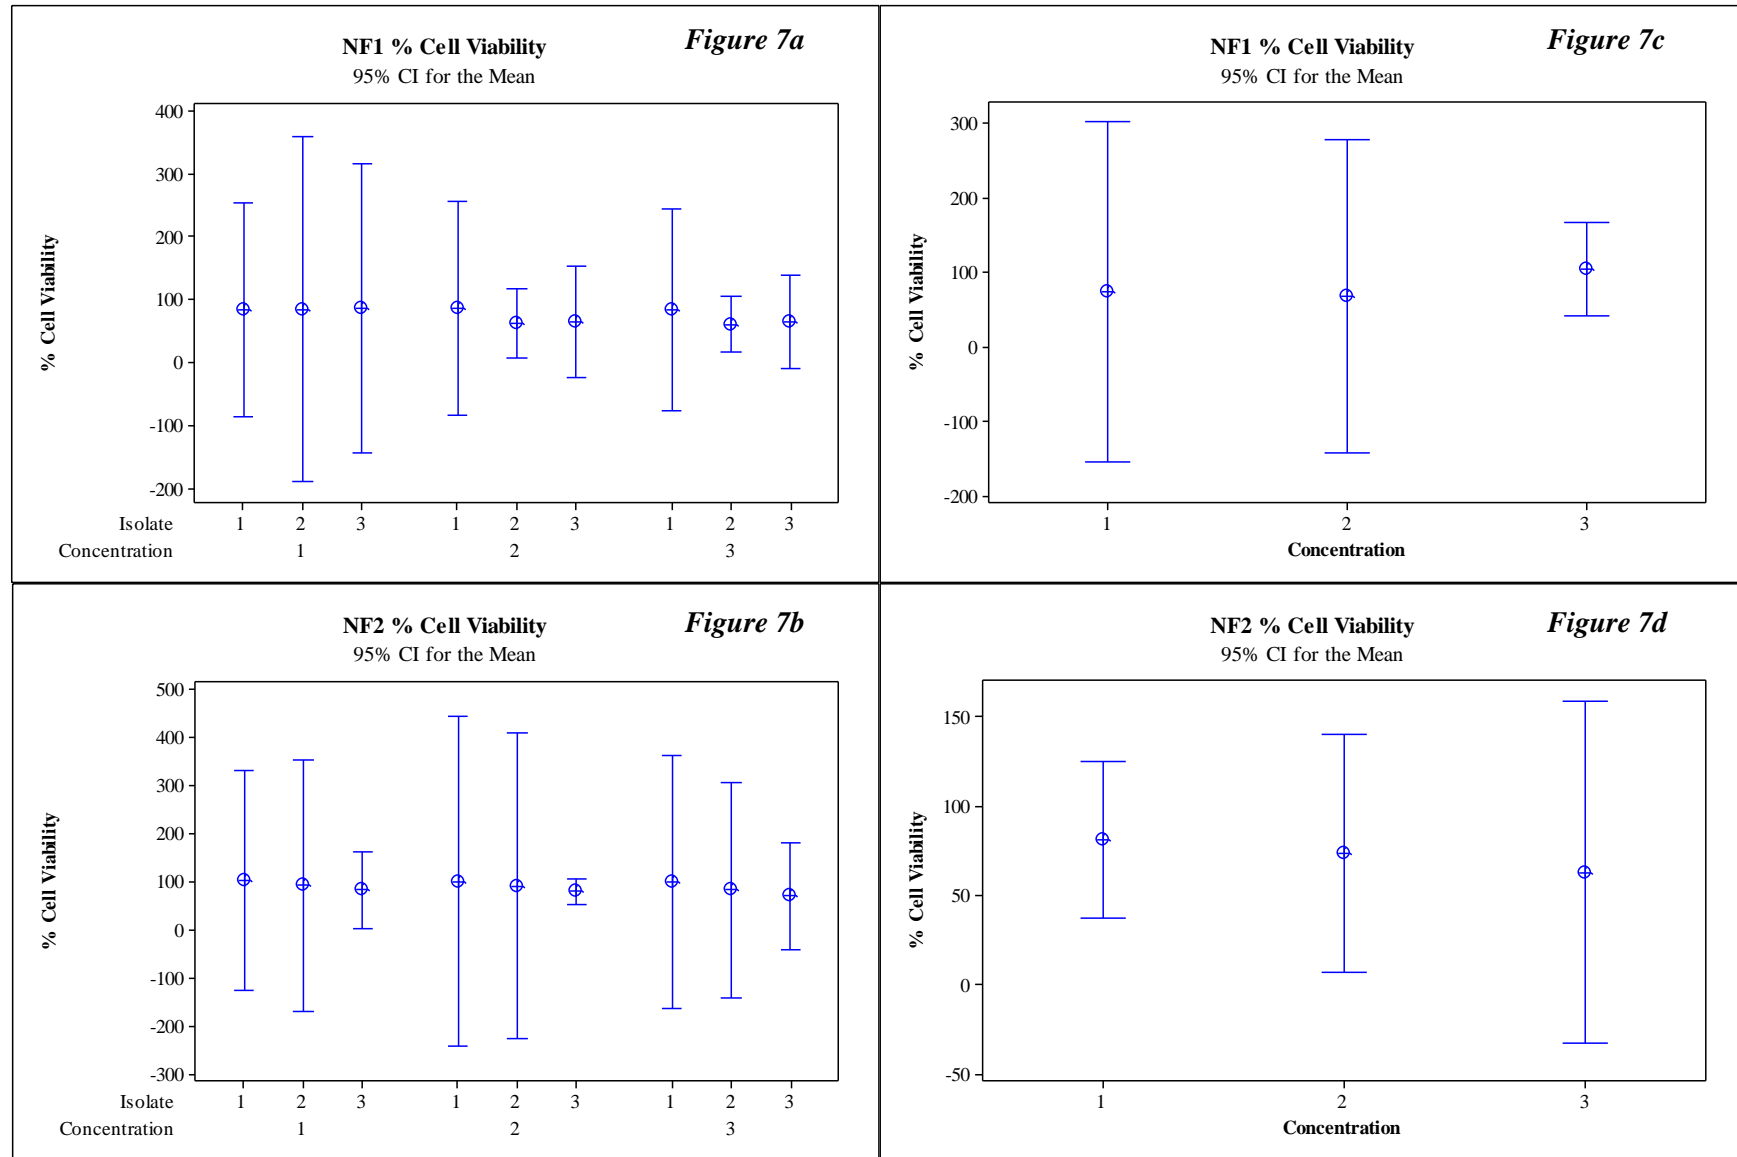 NF1 % Cell Viability
Figure 7a
95% CI for the Mean
% Cell Viability
400
300
200
100
0
-100
-200
Isolate 1 2 3 1 2 3 1 2 3
Concentration 1 2 3
NF1 % Cell Viability
Figure 7c
95% CI for the Mean
% Cell Viability
300
200
100
0
-100
-200
1 2 3
Concentration
NF2 % Cell Viability
Figure 7b
95% CI for the Mean
% Cell Viability
500
400
300
200
100
0
-100
-200
-300
Isolate 1 2 3 1 2 3 1 2 3
Concentration 1 2 3
NF2 % Cell Viability
Figure 7d
95% CI for the Mean
% Cell Viability
150
100
50
0
-50
1 2 3
Concentration